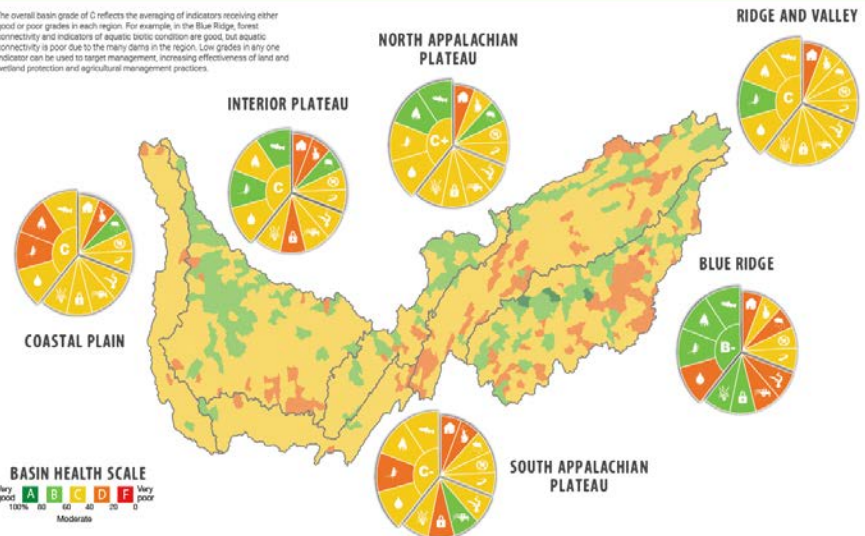 The overall basin grade of C reflects the averaging of indicators receiving either
good or poor grades in each region. For example, in the Blue Ridge, forest
connectivity and indicators of aquatic biotic condition are good, but aquatic
connectivity is poor due to the many dams in the region. Low grades in any one
indicator can be used to target management, increasing effectiveness of land and
wetland protection and agricultural management practices.
RIDGE AND VALLEY
C
NORTH APPALACHIAN
PLATEAU
C+
INTERIOR PLATEAU
C
COASTAL PLAIN
C
BLUE RIDGE
B-
SOUTH APPALACHIAN
PLATEAU
C-
BASIN HEALTH SCALE
Very
good
A B C D F
Very
poor
100% 80 60 40 20 0
Moderate